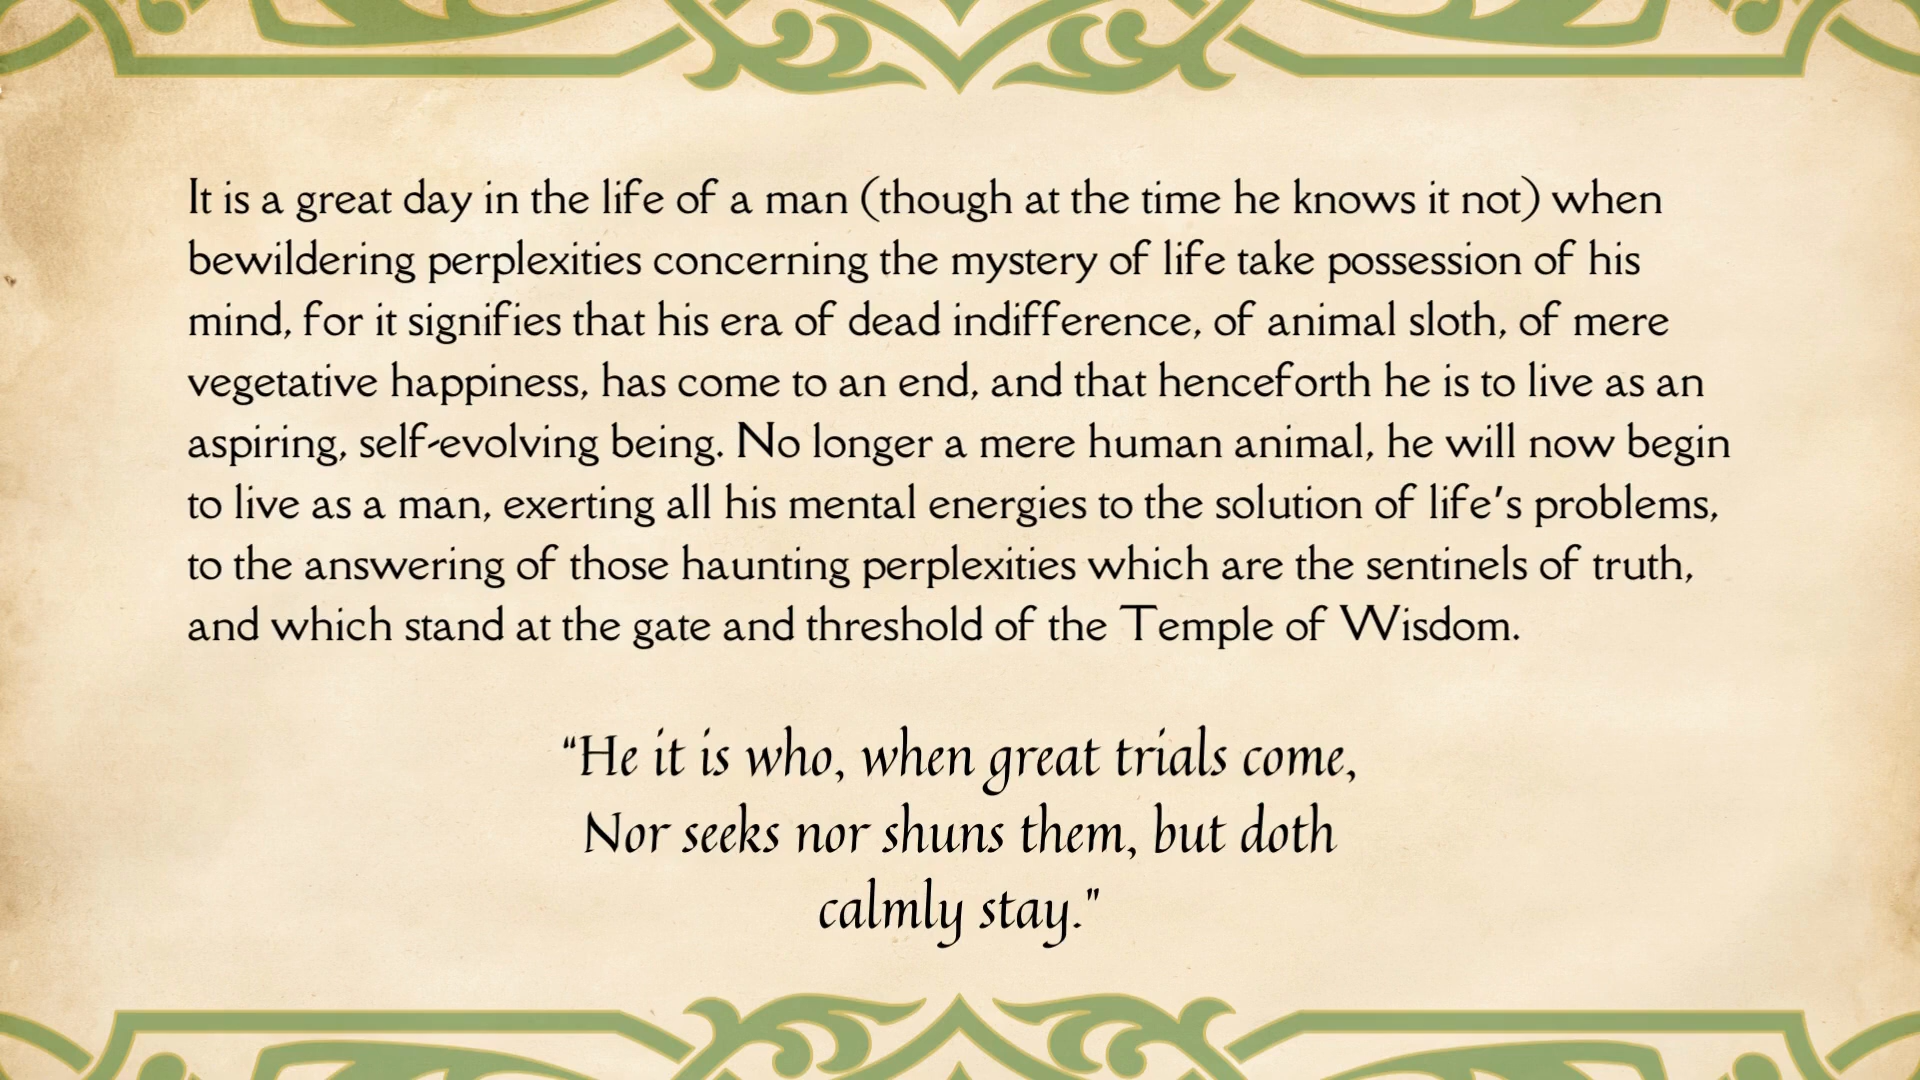 It is a great day in the life of a man (though at the time he knows it not) when
bewildering perplexities concerning the mystery of life take possession of his
mind, for it signifies that his era of dead indifference, of animal sloth, of mere
vegetative happiness, has come to an end, and that henceforth he is to live as an
aspiring, self-evolving being. No longer a mere human animal, he will now begin
to live as a man, exerting all his mental energies to the solution of life's problems,
to the answering of those haunting perplexities which are the sentinels of truth,
and which stand at the gate and threshold of the Temple of Wisdom.
“He it is who, when great trials come,
Nor seeks nor shuns them, but doth
calmly stay.”